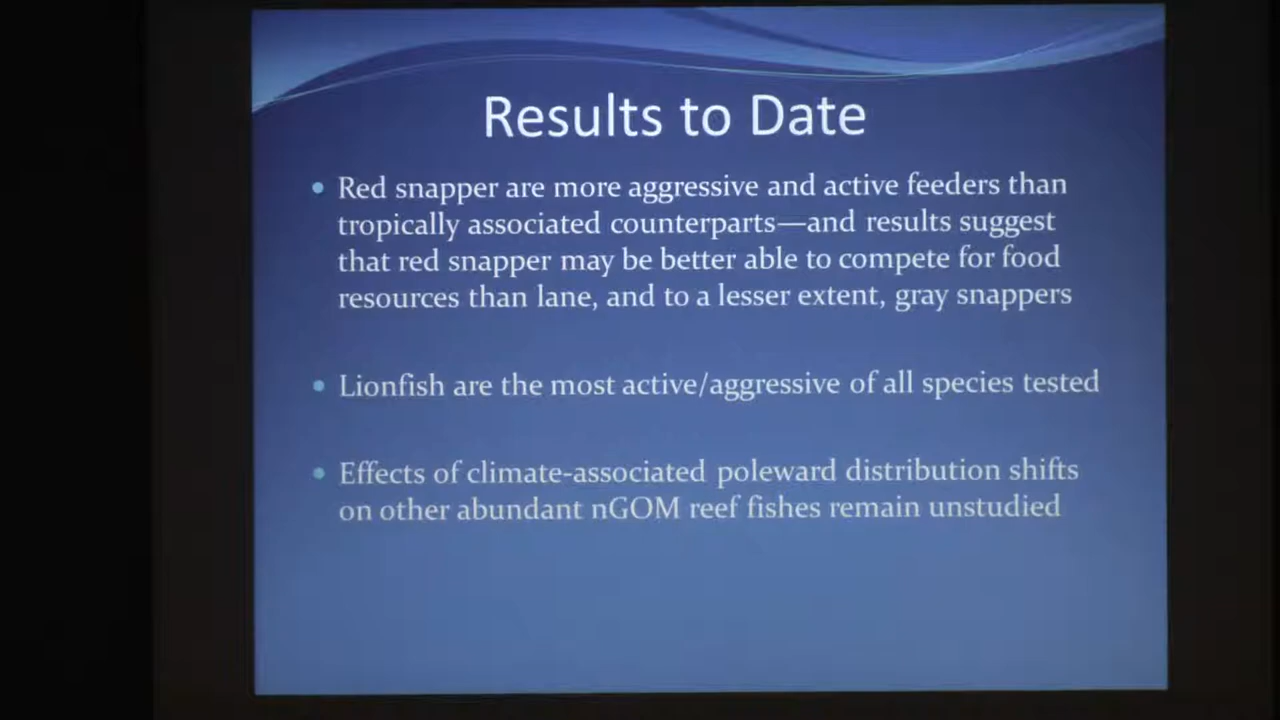 Results to Date
• Red snapper are more aggressive and active feeders than
tropically associated counterparts—and results suggest
that red snapper may be better able to compete for food
resources than lane, and to a lesser extent, gray snappers
• Lionfish are the most active/aggressive of all species tested
• Effects of climate-associated poleward distribution shifts
on other abundant nGOM reef fishes remain unstudied